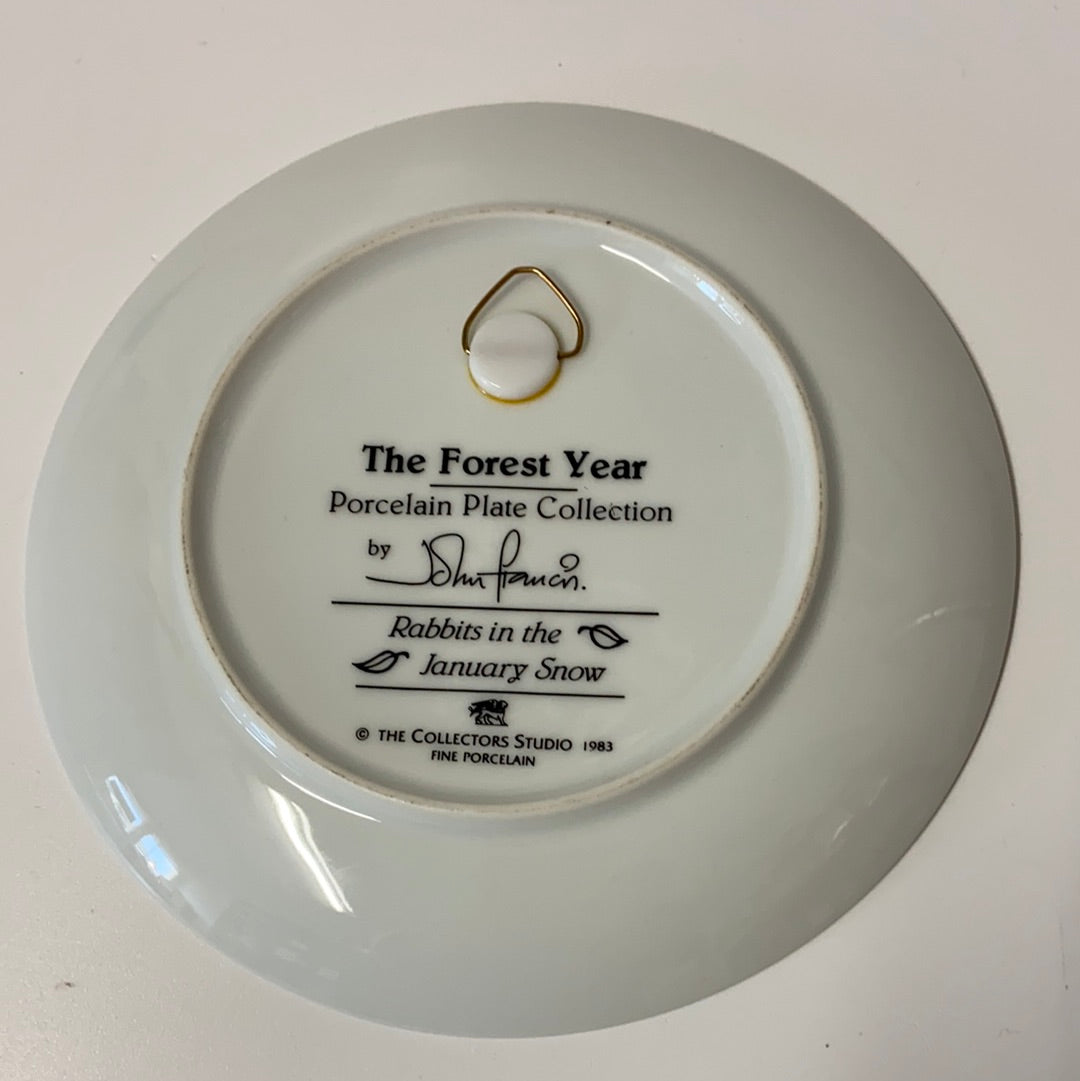 The Forest Year
Porcelain Plate Collection
by John Francis.
Rabbits in the
January Snow
© THE COLLECTORS STUDIO 1983
FINE PORCELAIN